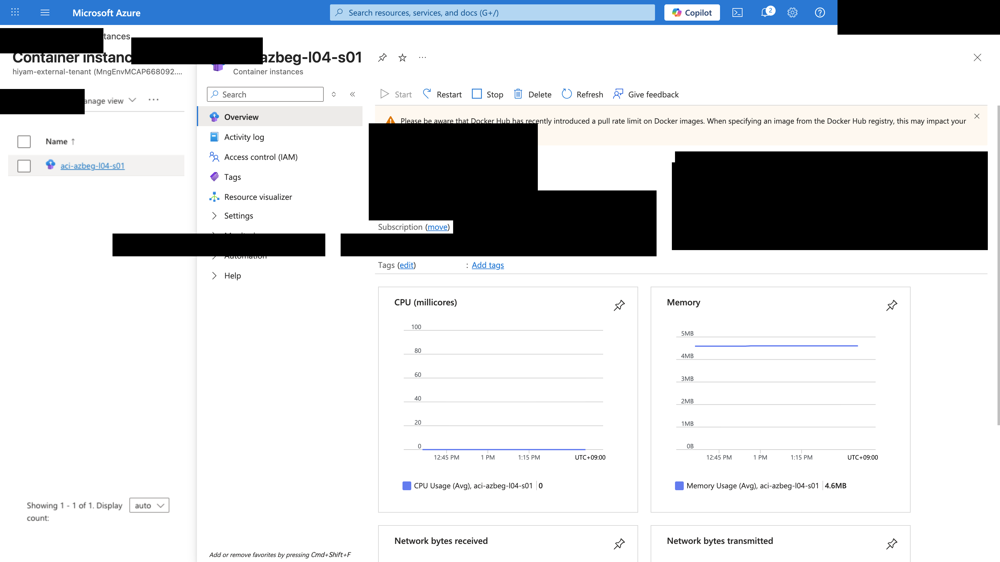 Microsoft Azure
Search resources, services, and docs (G+/)
Copilot
2
tances
Container instanc
azbeg-l04-s01
hiyam-external-tenant (MngEnvMCAP668092....
Container instances
anage view
Search
Start
Restart
Stop
Delete
Refresh
Give feedback
Overview
Activity log
Access control (IAM)
Tags
Resource visualizer
Settings
Automation
Help
Name ↑
aci-azbeg-l04-s01
Please be aware that Docker Hub has recently introduced a pull rate limit on Docker images. When specifying an image from the Docker Hub registry, this may impact your
Subscription (move)
Tags (edit) : Add tags
CPU (millicores)
100
80
60
40
20
0
12:45 PM 1 PM 1:15 PM UTC+09:00
CPU Usage (Avg), aci-azbeg-l04-s01 0
Memory
5MB
4MB
3MB
2MB
1MB
0B
12:45 PM 1 PM 1:15 PM UTC+09:00
Memory Usage (Avg), aci-azbeg-l04-s01 4.6MB
Network bytes received
Network bytes transmitted
Showing 1 - 1 of 1. Display
count:
auto
Add or remove favorites by pressing Cmd+Shift+F